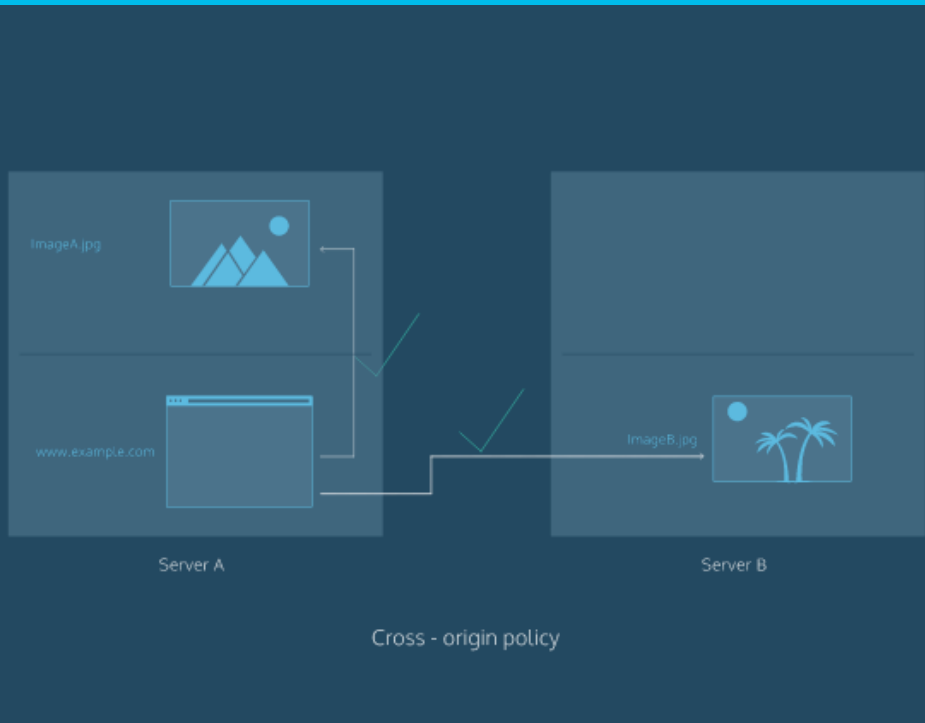 ImageA.jpg
www.example.com
ImageB.jpg
Server A
Server B
Cross - origin policy